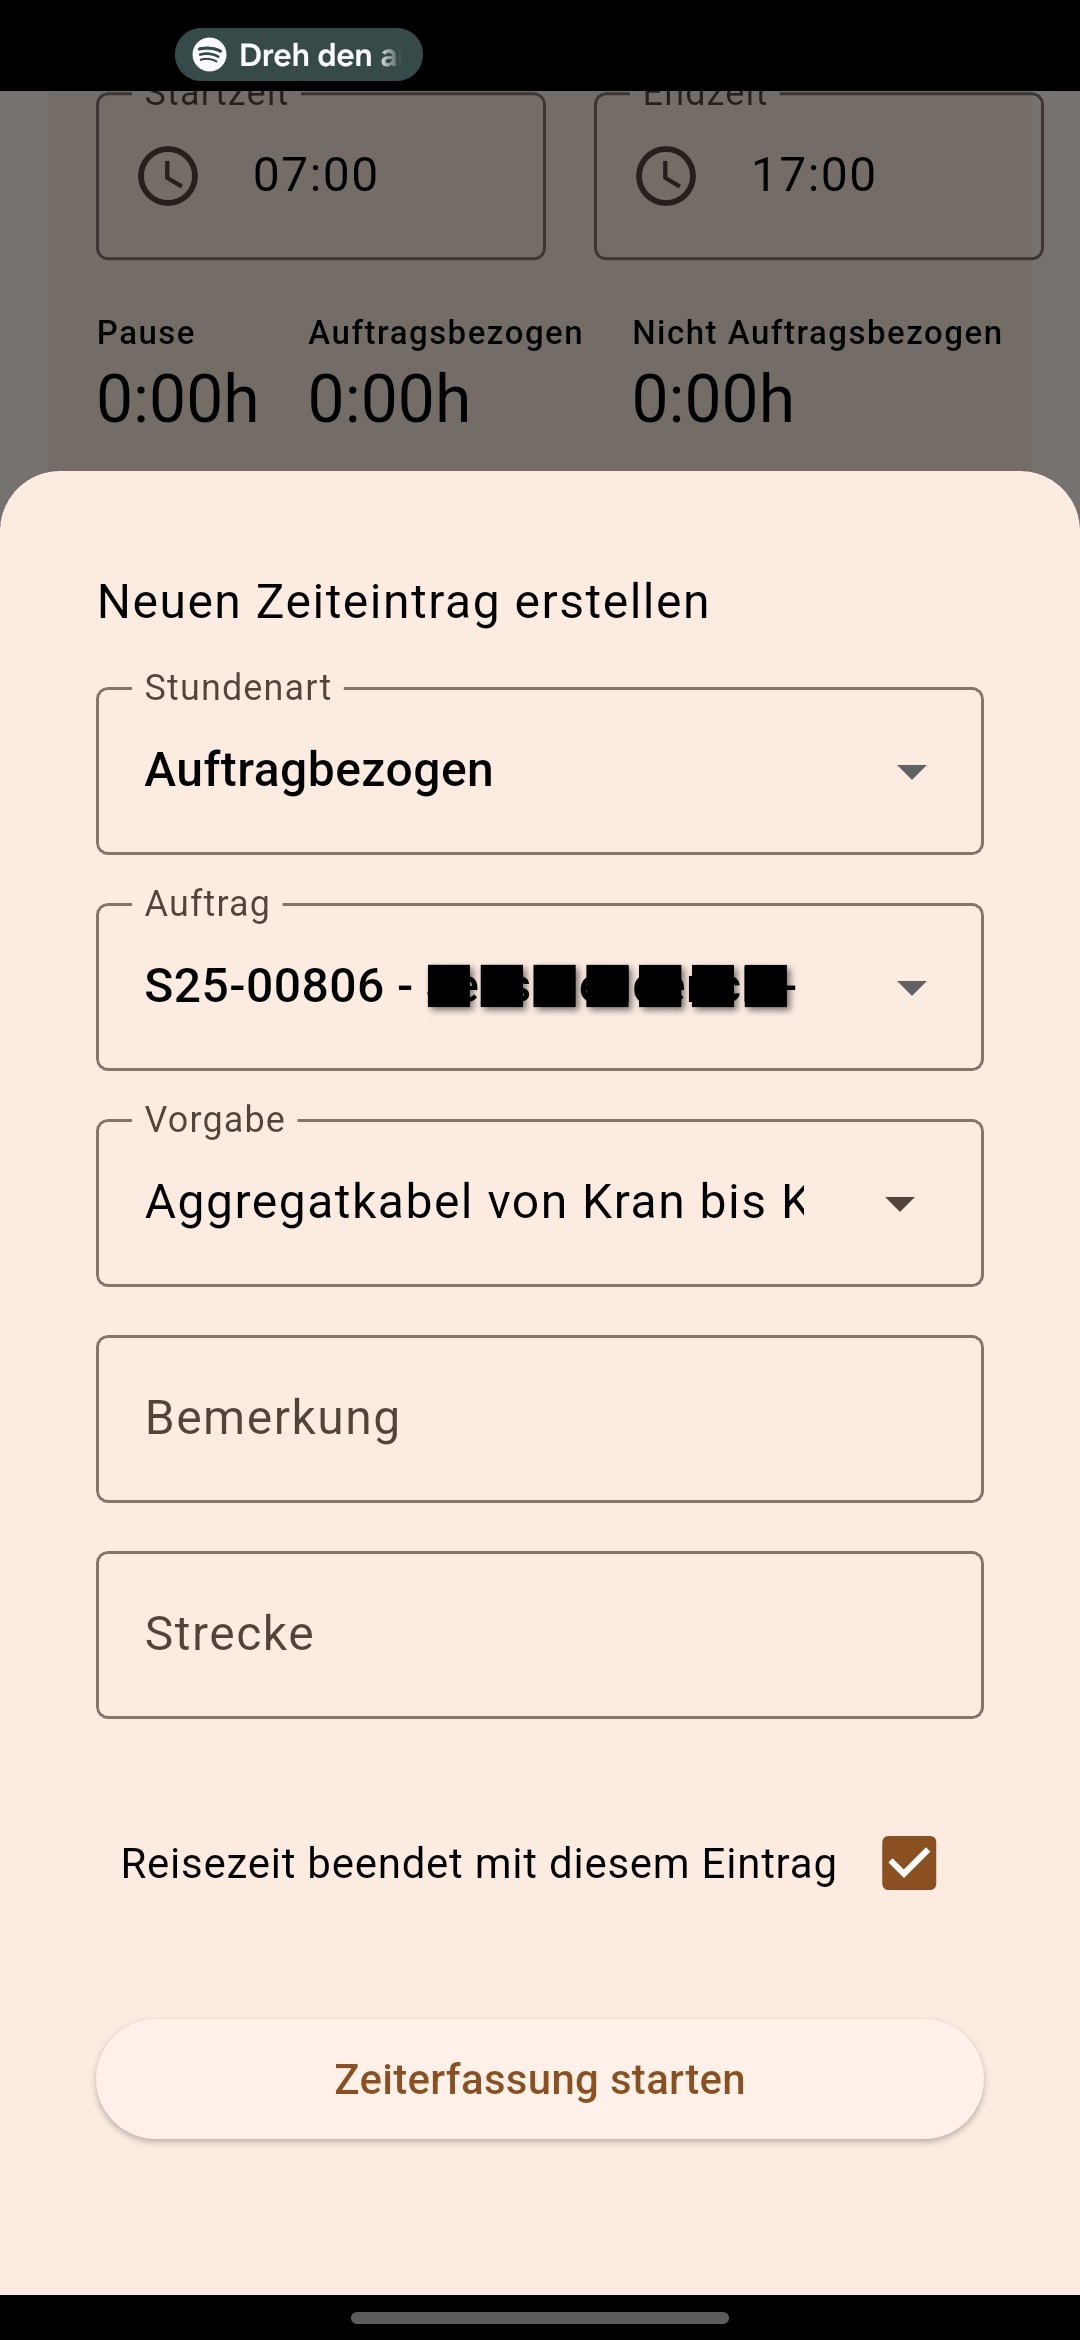 Dreh den
Startzeit Endzeit
07:00 17:00
Pause Auftragsbezogen Nicht Auftragsbezogen
0:00h 0:00h 0:00h
Neuen Zeiteintrag erstellen
Stundenart
Auftragbezogen
Auftrag
S25-00806 -
Vorgabe
Aggregatkabel von Kran bis
Bemerkung
Strecke
Reisezeit beendet mit diesem Eintrag
Zeiterfassung starten